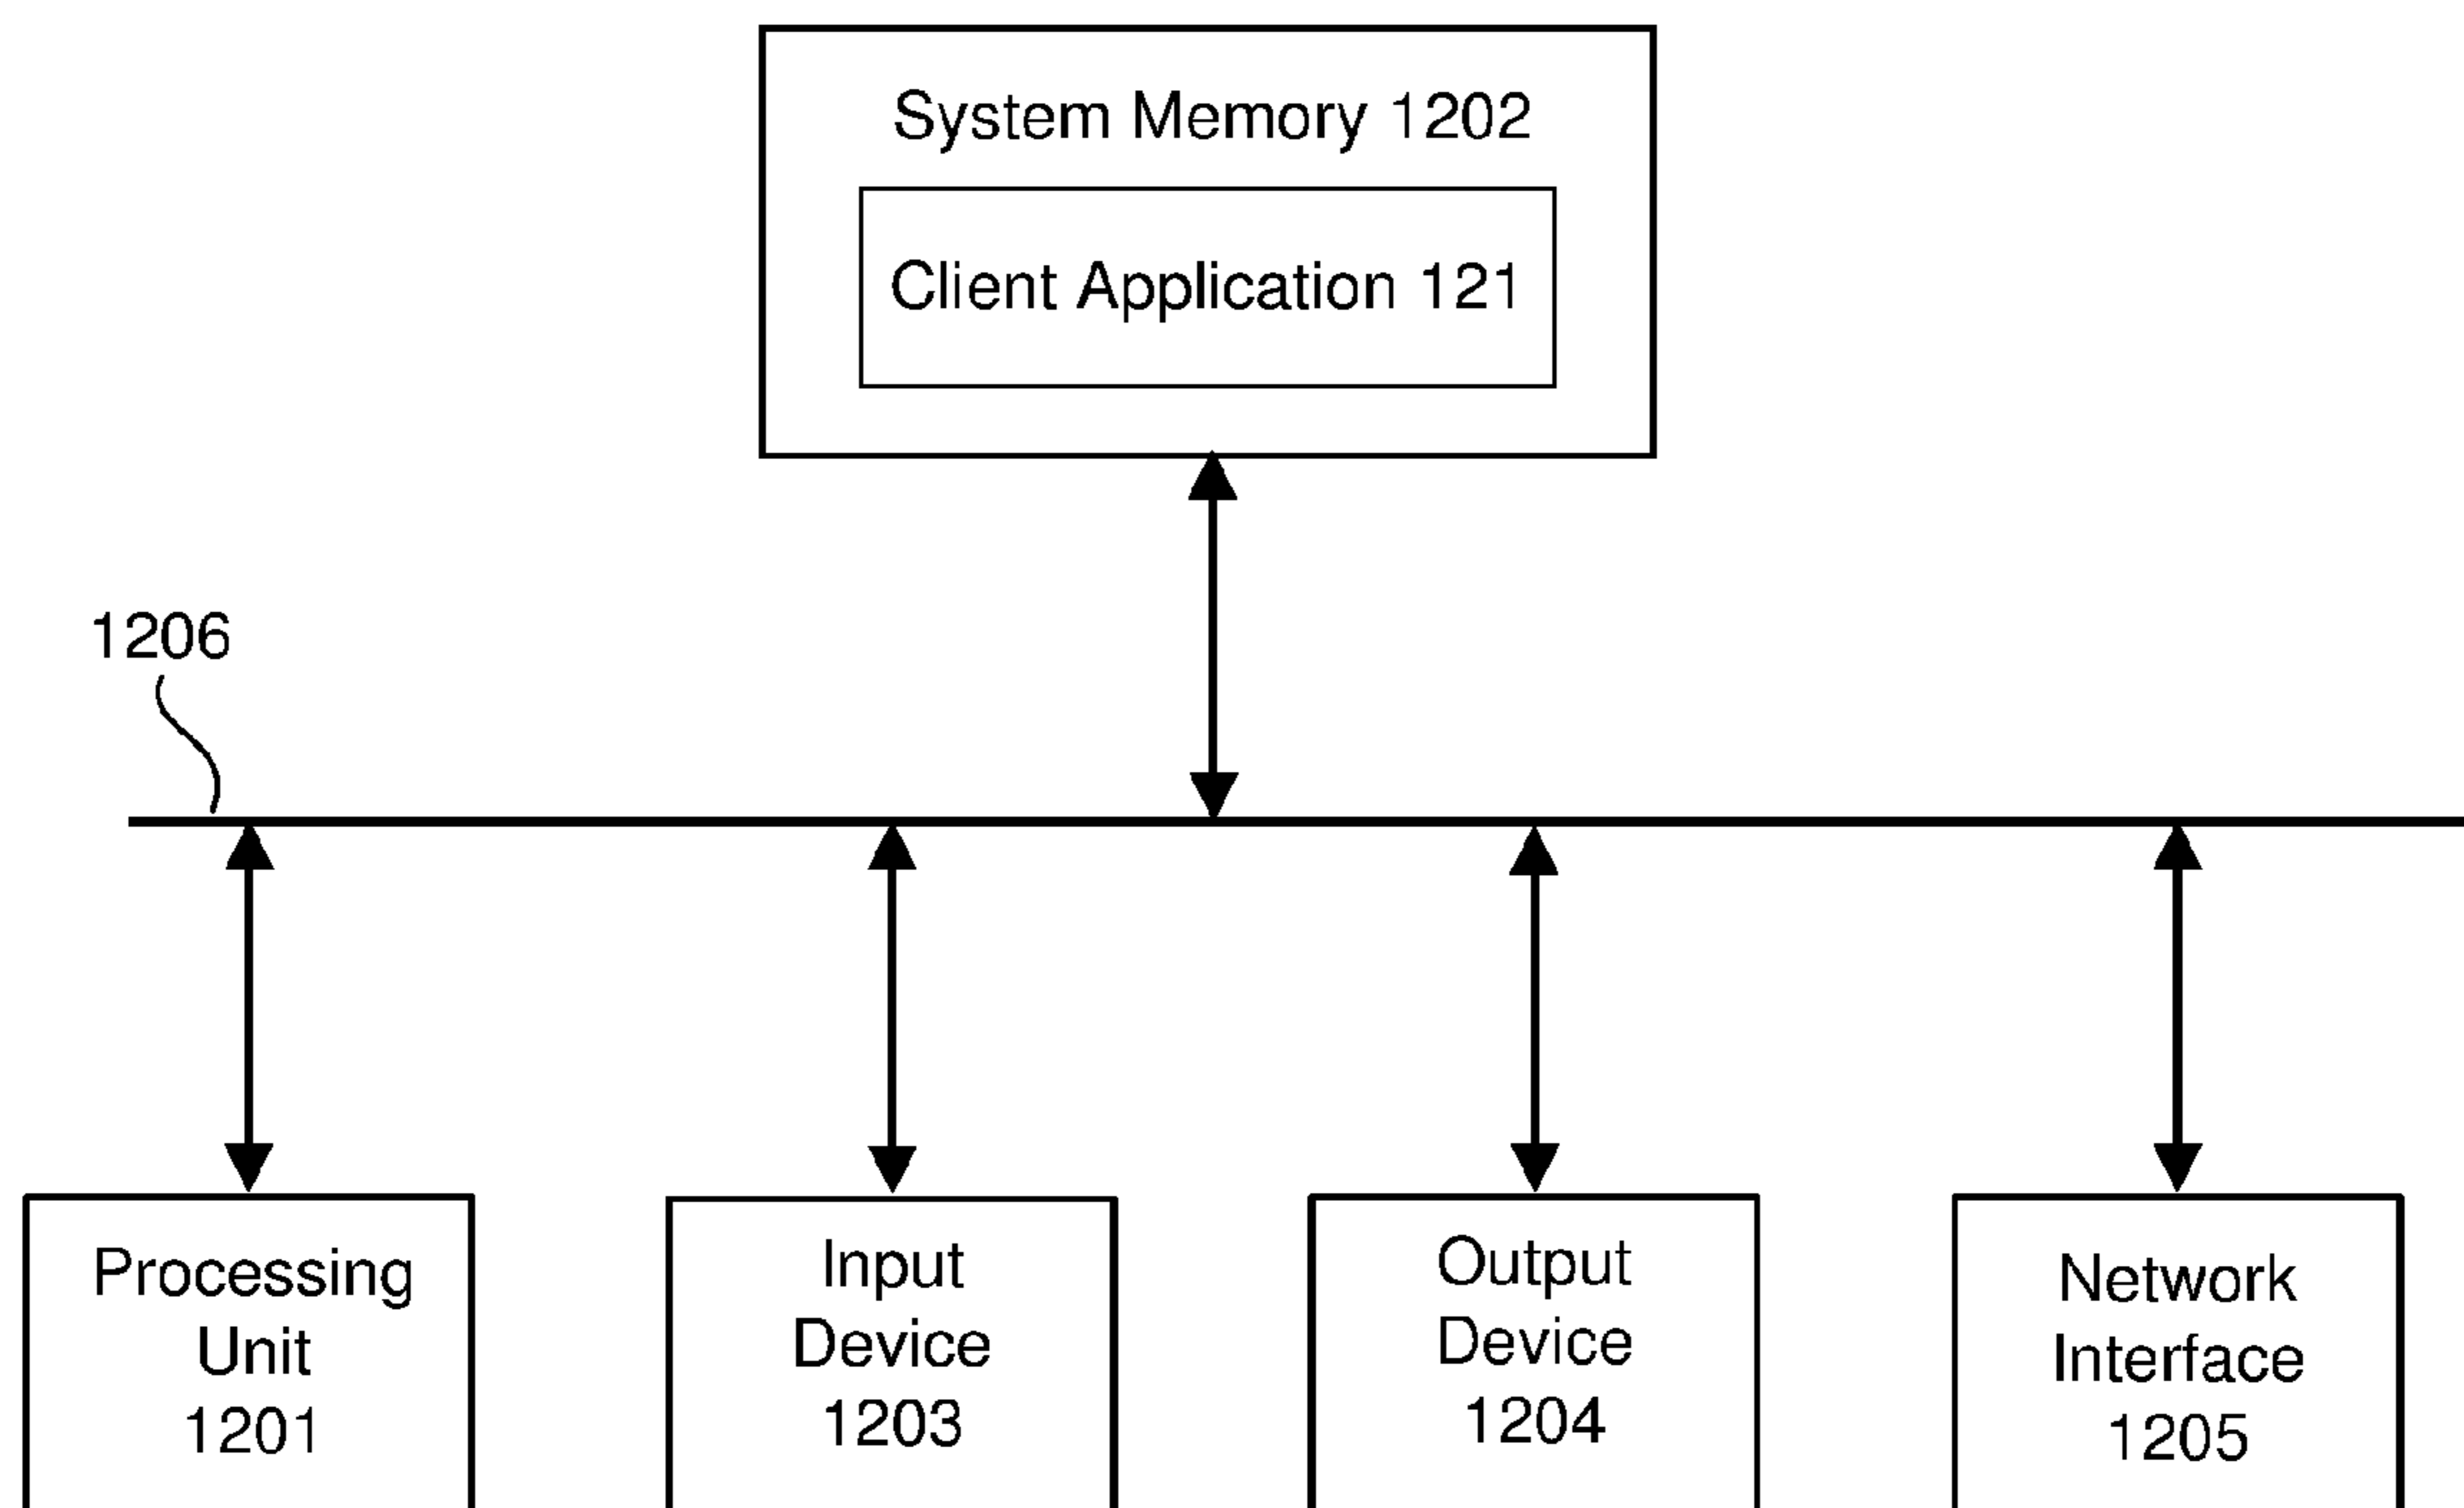 System Memory 1202
Client Application 121
1206
Processing
Unit
1201
Input
Device
1203
Output
Device
1204
Network
Interface
1205